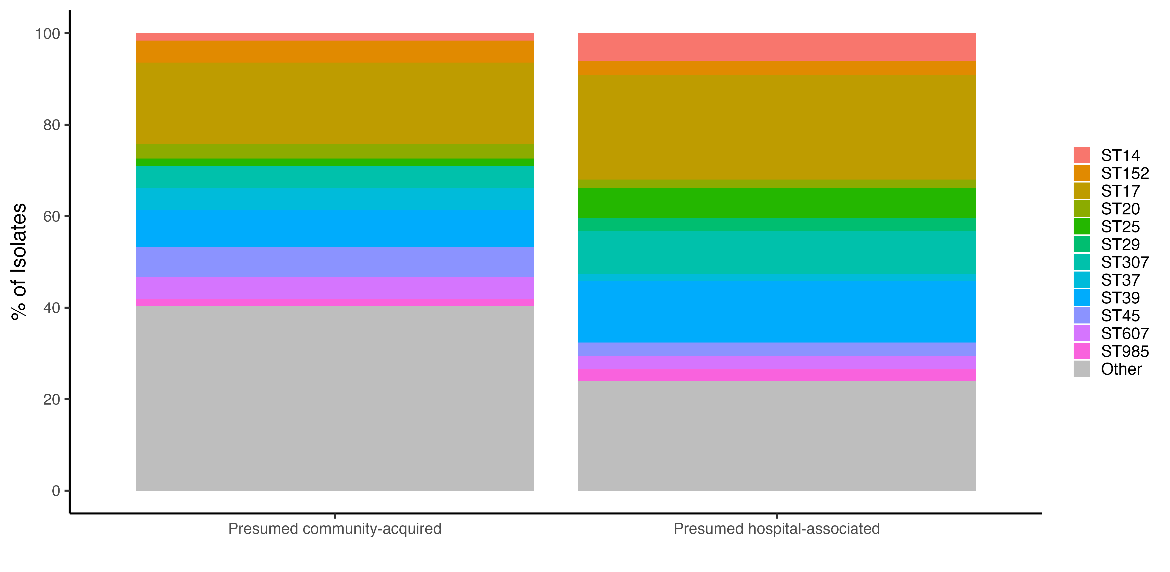 % of Isolates
100
80
60
40
20
0
Presumed community-acquired
Presumed hospital-associated
ST14
ST152
ST17
ST20
ST25
ST29
ST307
ST37
ST39
ST45
ST607
ST985
Other